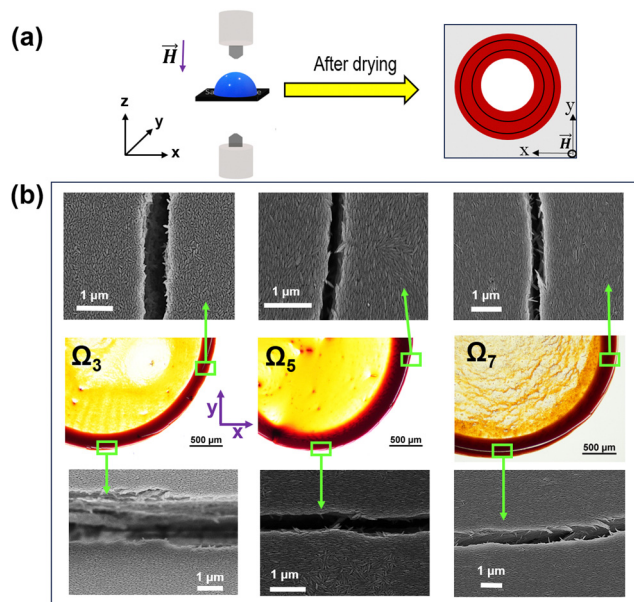 (a)
H
After drying
z
y
x
y
x
H
(b)
1 µm
1 µm
1 µm
Ω3
Ω5
Ω7
y
x
500 µm
500 µm
500 µm
1 µm
1 µm
1 µm